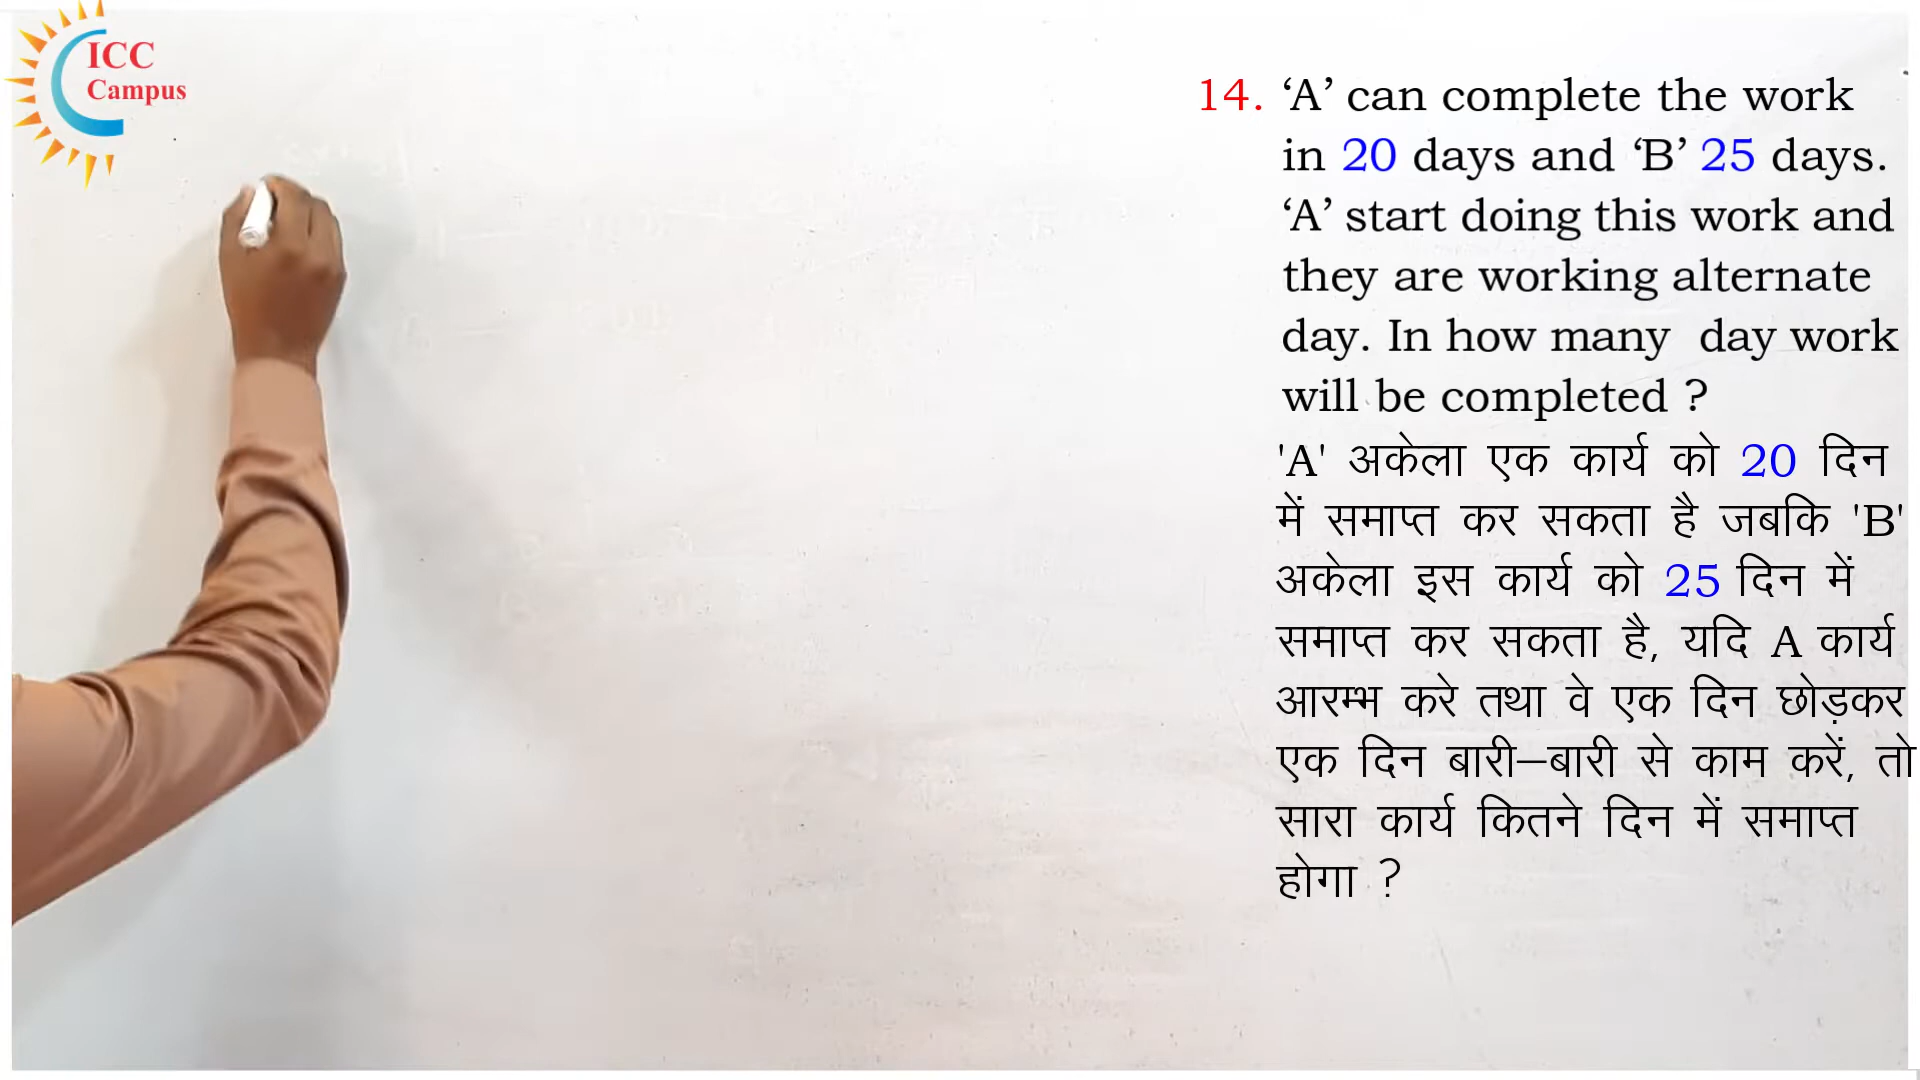 ICC
Campus
14. ‘A’ can complete the work
in 20 days and ‘B’ 25 days.
‘A’ start doing this work and
they are working alternate
day. In how many day work
will be completed ?
'A' अकेला एक कार्य को 20 दिन
में समाप्त कर सकता है जबकि 'B'
अकेला इस कार्य को 25 दिन में
समाप्त कर सकता है, यदि A कार्य
आरम्भ करे तथा वे एक दिन छोड़कर
एक दिन बारी–बारी से काम करें, तो
सारा कार्य कितने दिन में समाप्त
होगा ?